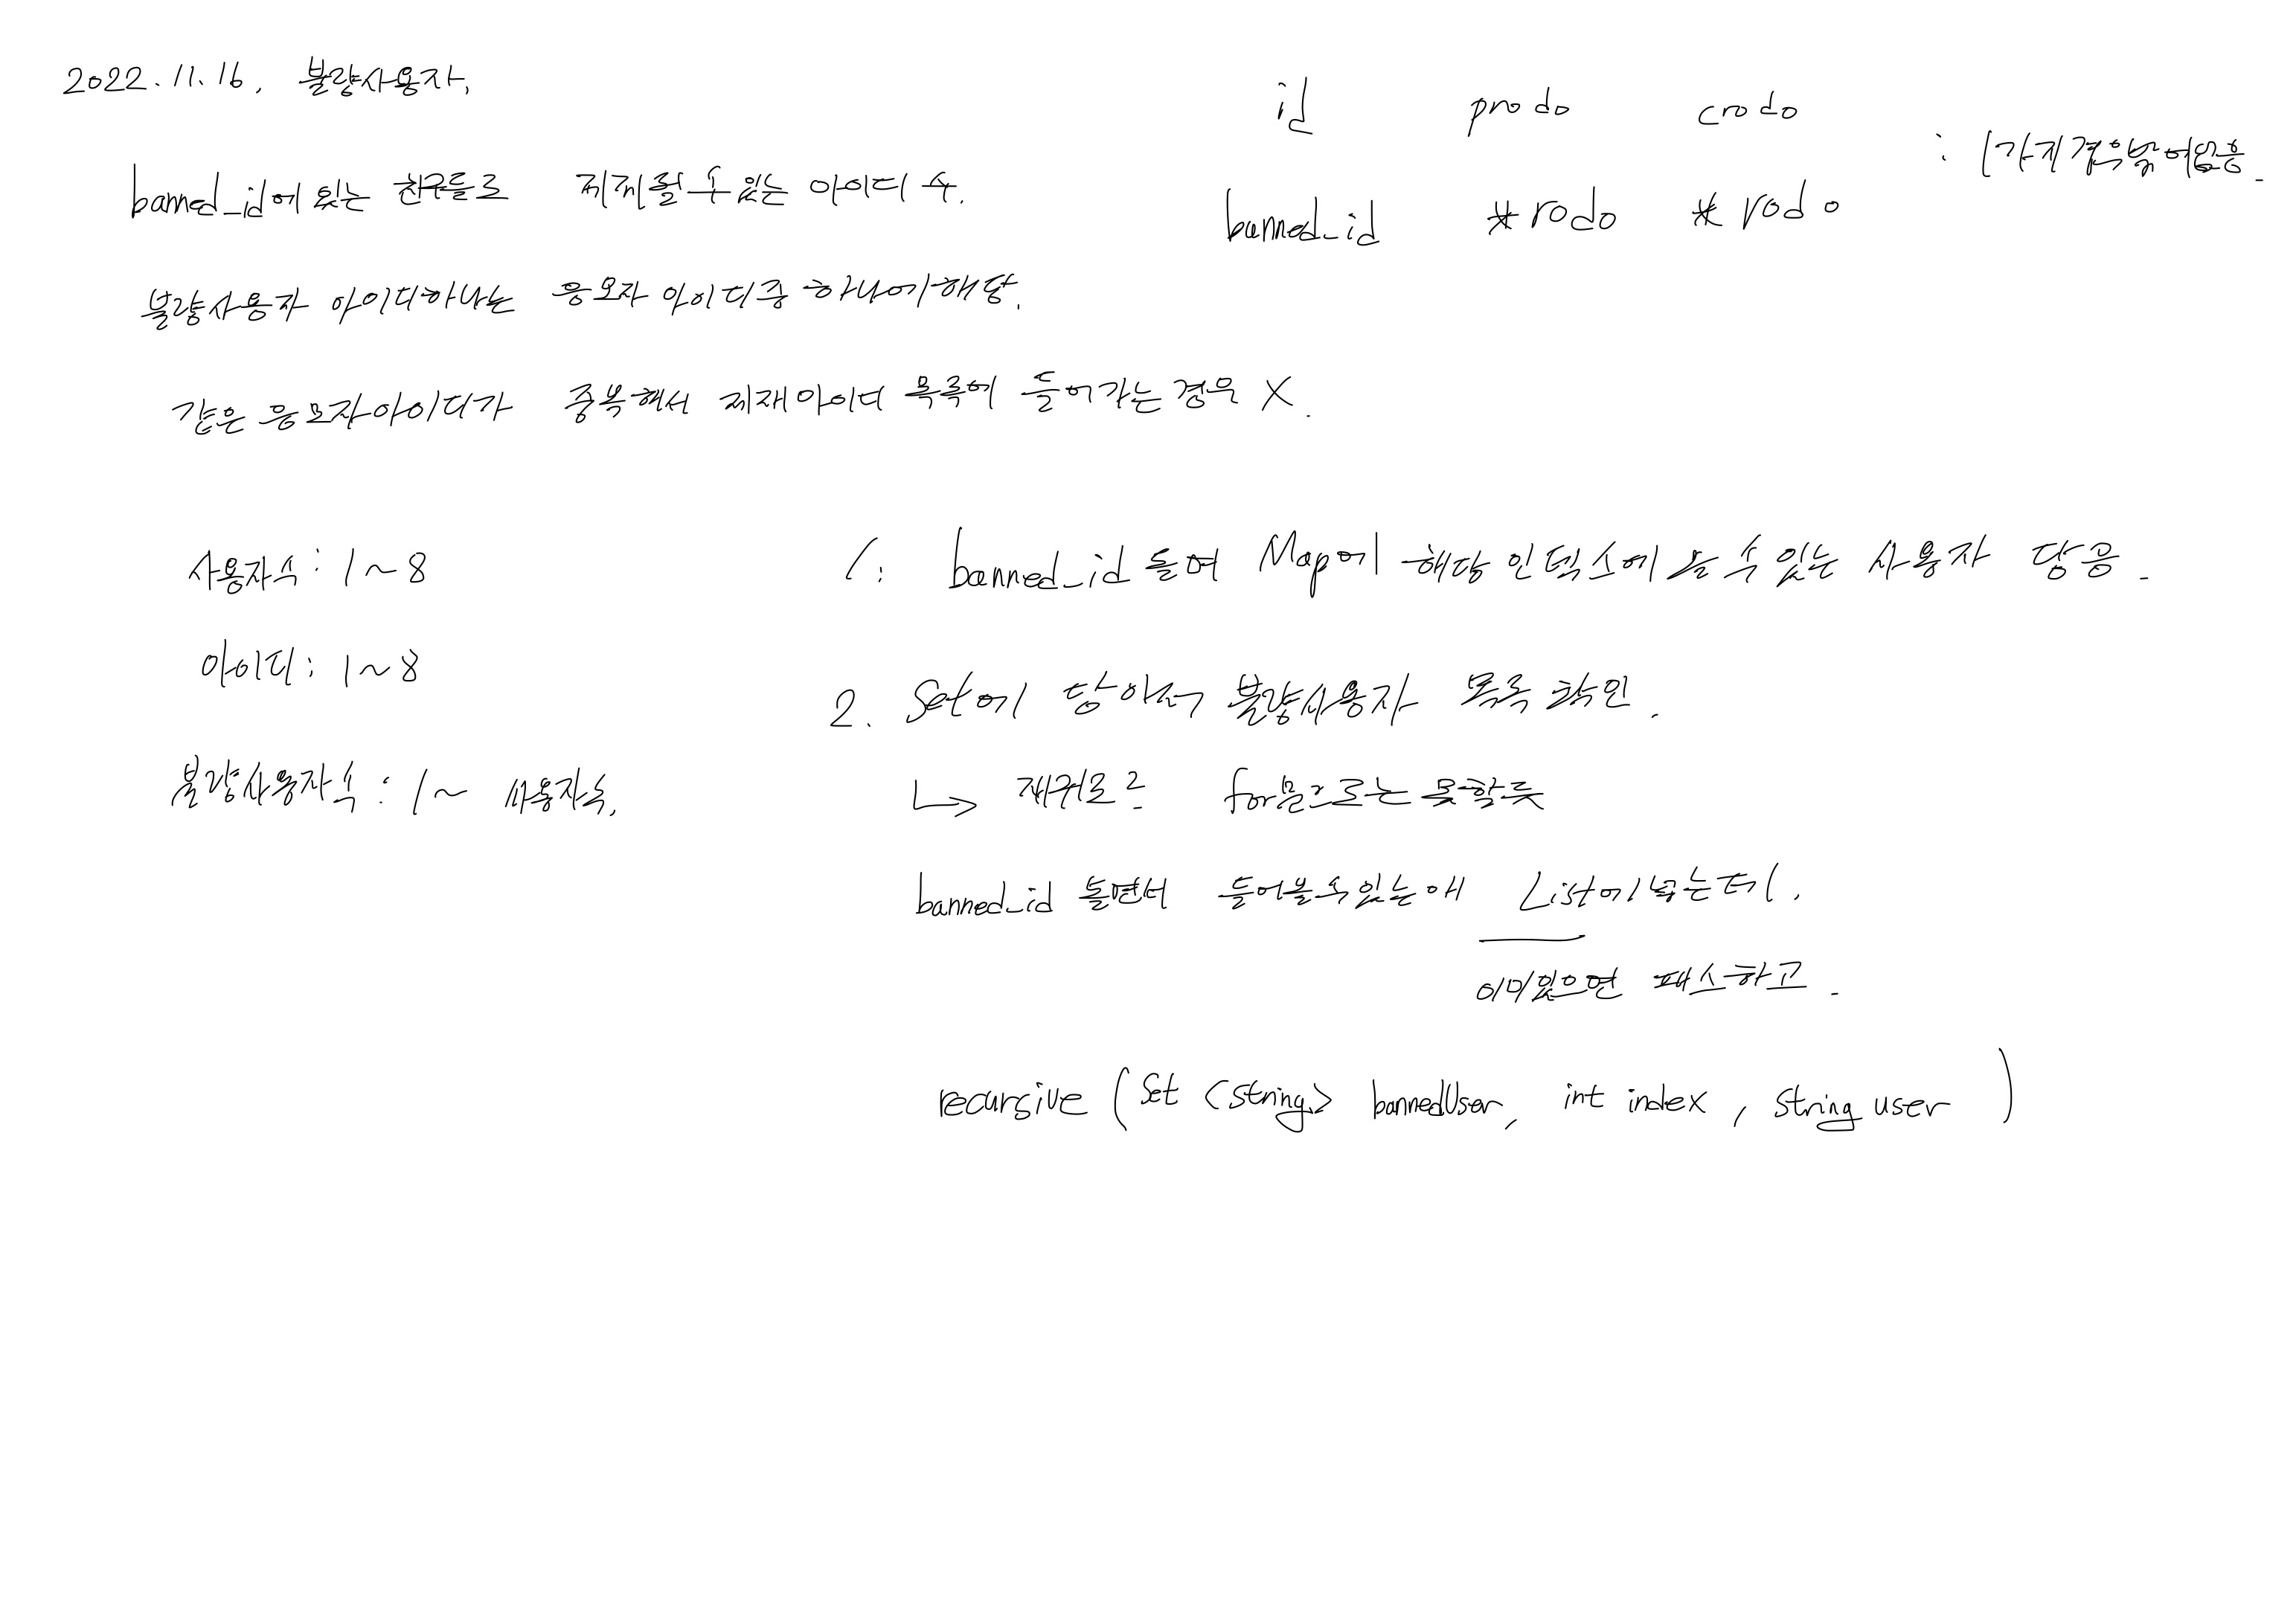 2022.11.16. 불량사용자.
banned_id에 있는 친구들로 제재될 수 있는 아이디 수.
불량사용자 아이디하나는 응모자 아이디중 하나에해당.
같은 응모자아이디가 중복해서 제재아이디 목록에 들어가는 경우 X.
사용자수 : 1~8
아이디 : 1~8
불량사용자수 : 1~ 사용자수.
id prodo crodo
banned_id *rodo *rodo
: 1가지경우밖에없음.
1. banned_id 돌며 Map에 해당 인덱스에 올 수 있는 사용자 담음.
2. Set에 담아서 불량사용자 목록 확인.
↳ 재귀로? for문으로는 못할듯
banned_id 돌면서 들어올수있는애 List에넣는데.
이미있으면 패스하고.
recursive (Set <string> bannedUser, int index, string user )